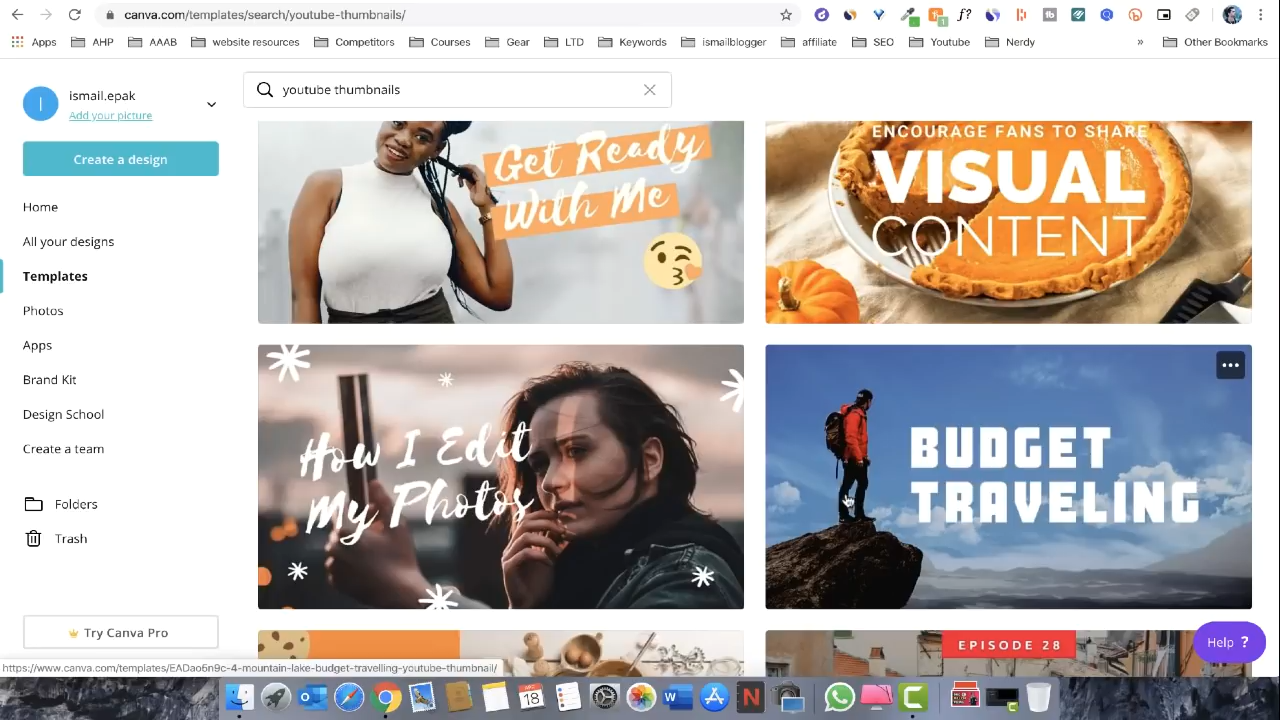 canva.com/templates/search/youtube-thumbnails/
Apps AHP AAAB website resources Competitors Courses Gear LTD Keywords ismailblogger affiliate SEO Youtube Nerdy » Other Bookmarks
ismail.epak
Add your picture
youtube thumbnails
Create a design
Home
All your designs
Templates
Photos
Apps
Brand Kit
Design School
Create a team
Folders
Trash
Try Canva Pro
Get Ready
With Me
ENCOURAGE FANS TO SHARE
VISUAL
CONTENT
How I Edit
My Photos
BUDGET
TRAVELING
EPISODE 28
Help ?
https://www.canva.com/templates/EADao6n9c-4-mountain-lake-budget-travelling-youtube-thumbnail/
18